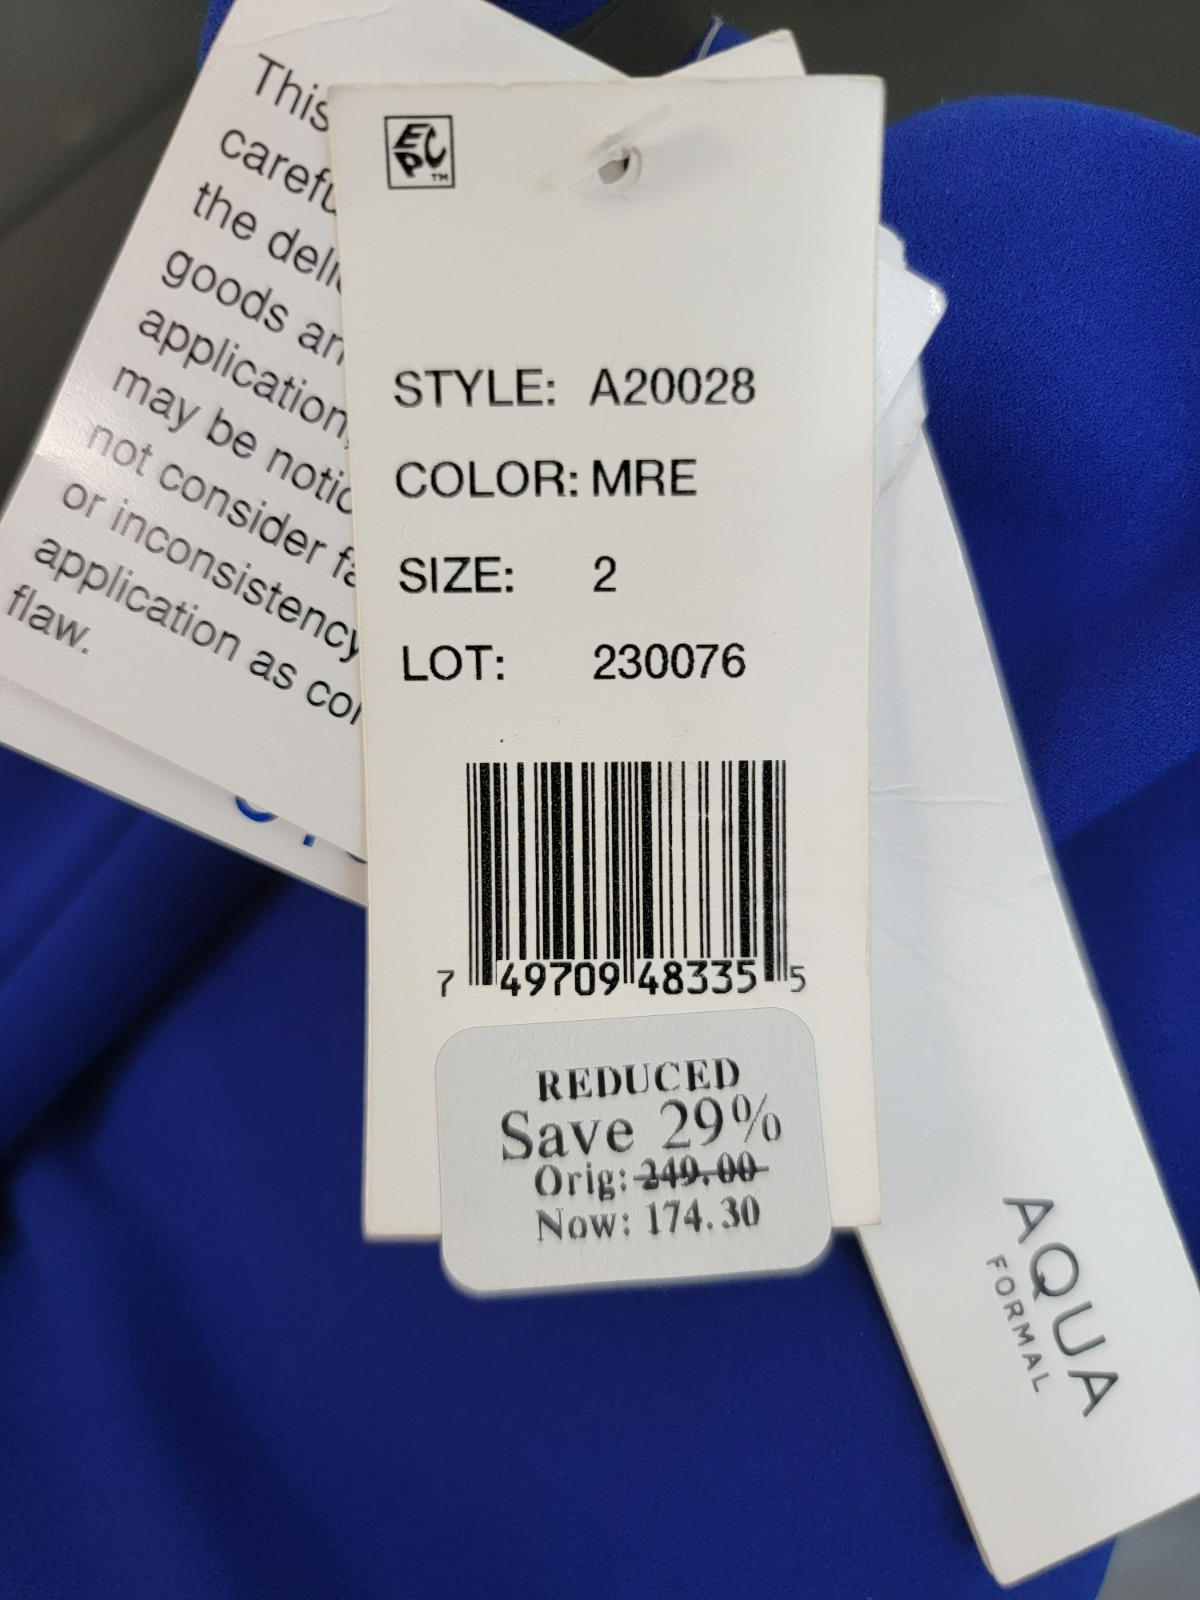 This
carefu
the deli
goods an
application,
may be notic
not consider fa
or inconsistency
application as con
flaw.
EPC™
STYLE: A20028
COLOR: MRE
SIZE: 2
LOT: 230076
7 49709 48335 5
REDUCED
Save 29%
Orig: 249.00
Now: 174.30
AQUA
FORMAL